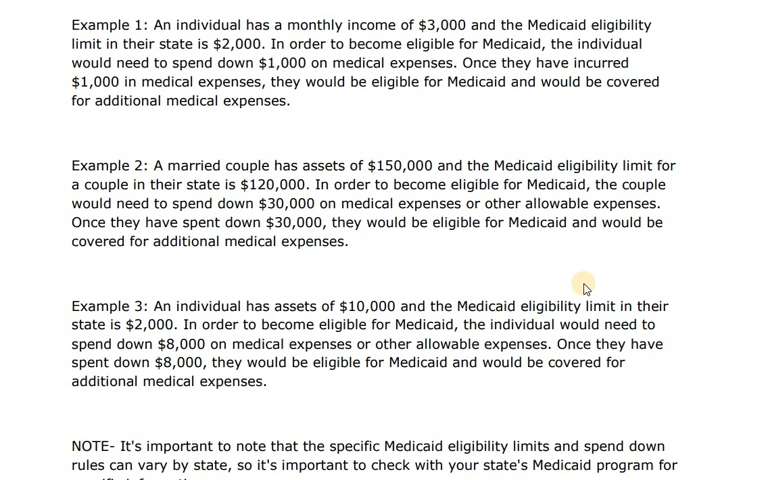 Example 1: An individual has a monthly income of $3,000 and the Medicaid eligibility
limit in their state is $2,000. In order to become eligible for Medicaid, the individual
would need to spend down $1,000 on medical expenses. Once they have incurred
$1,000 in medical expenses, they would be eligible for Medicaid and would be covered
for additional medical expenses.
Example 2: A married couple has assets of $150,000 and the Medicaid eligibility limit for
a couple in their state is $120,000. In order to become eligible for Medicaid, the couple
would need to spend down $30,000 on medical expenses or other allowable expenses.
Once they have spent down $30,000, they would be eligible for Medicaid and would be
covered for additional medical expenses.
Example 3: An individual has assets of $10,000 and the Medicaid eligibility limit in their
state is $2,000. In order to become eligible for Medicaid, the individual would need to
spend down $8,000 on medical expenses or other allowable expenses. Once they have
spent down $8,000, they would be eligible for Medicaid and would be covered for
additional medical expenses.
NOTE- It's important to note that the specific Medicaid eligibility limits and spend down
rules can vary by state, so it's important to check with your state's Medicaid program for